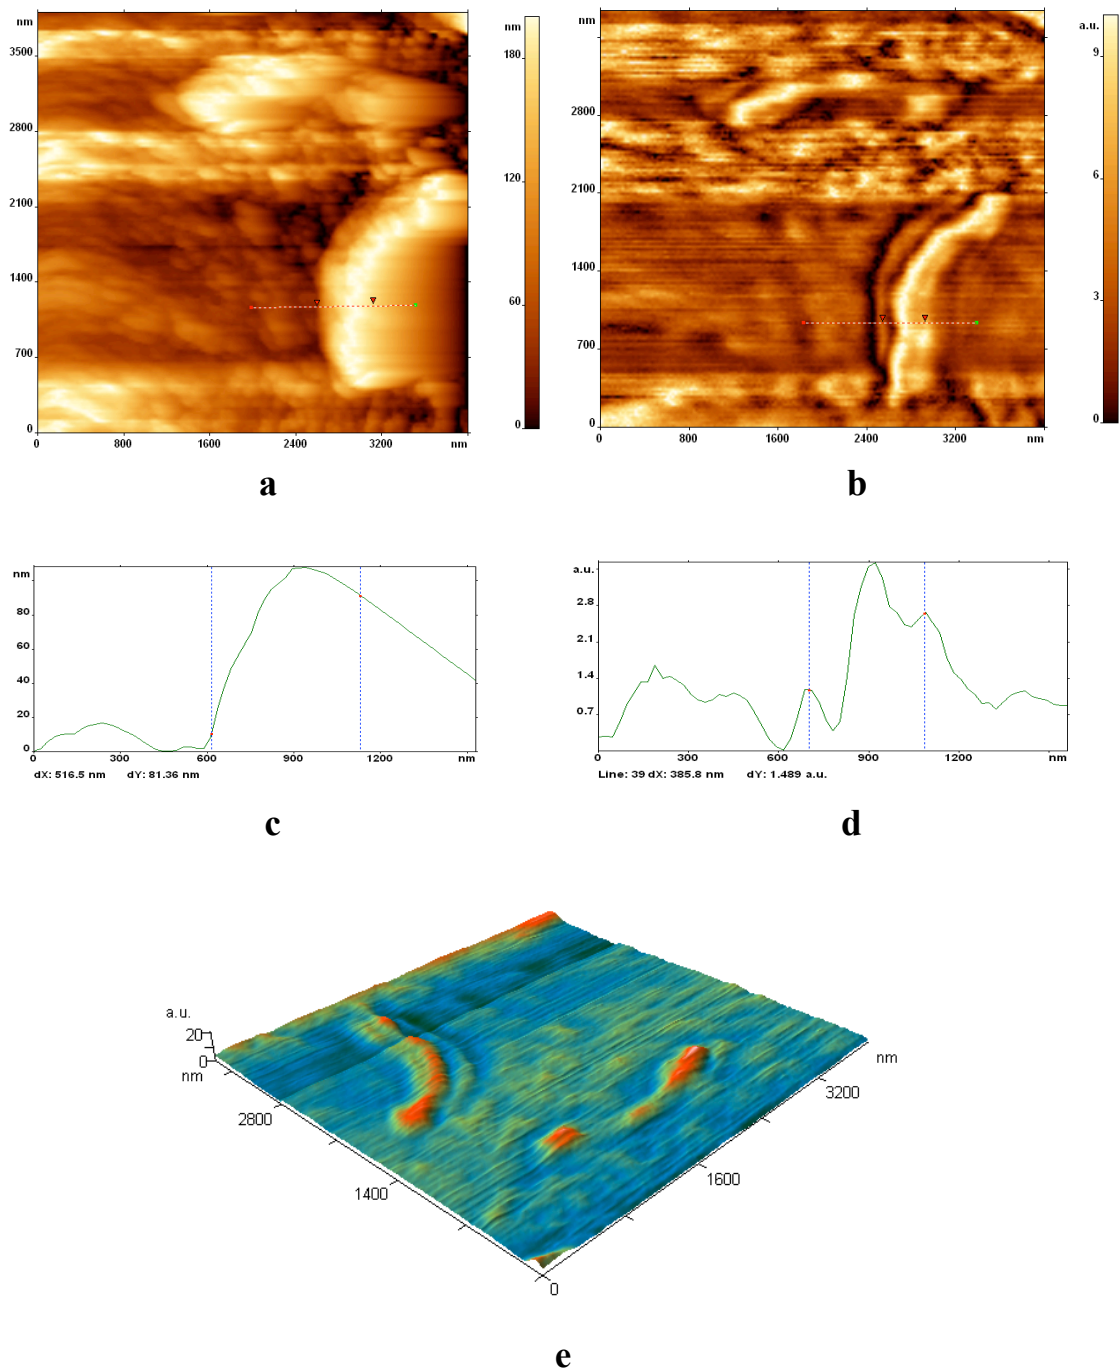 nm
3500
2800
2100
1400
700
0
0 800 1600 2400 3200 nm
nm
180
120
60
0
a
nm
2800
2100
1400
700
0
0 800 1600 2400 3200 nm
a.u.
9
6
3
0
b
nm
80
60
40
20
0
0 300 600 900 1200 nm
dX: 516.5 nm dY: 81.36 nm
c
a.u.
2.8
2.1
1.4
0.7
0 300 600 900 1200 nm
Line: 39 dX: 385.8 nm dY: 1.489 a.u.
d
a.u.
20
0
nm
2800
1400
0
1600
3200
nm
e